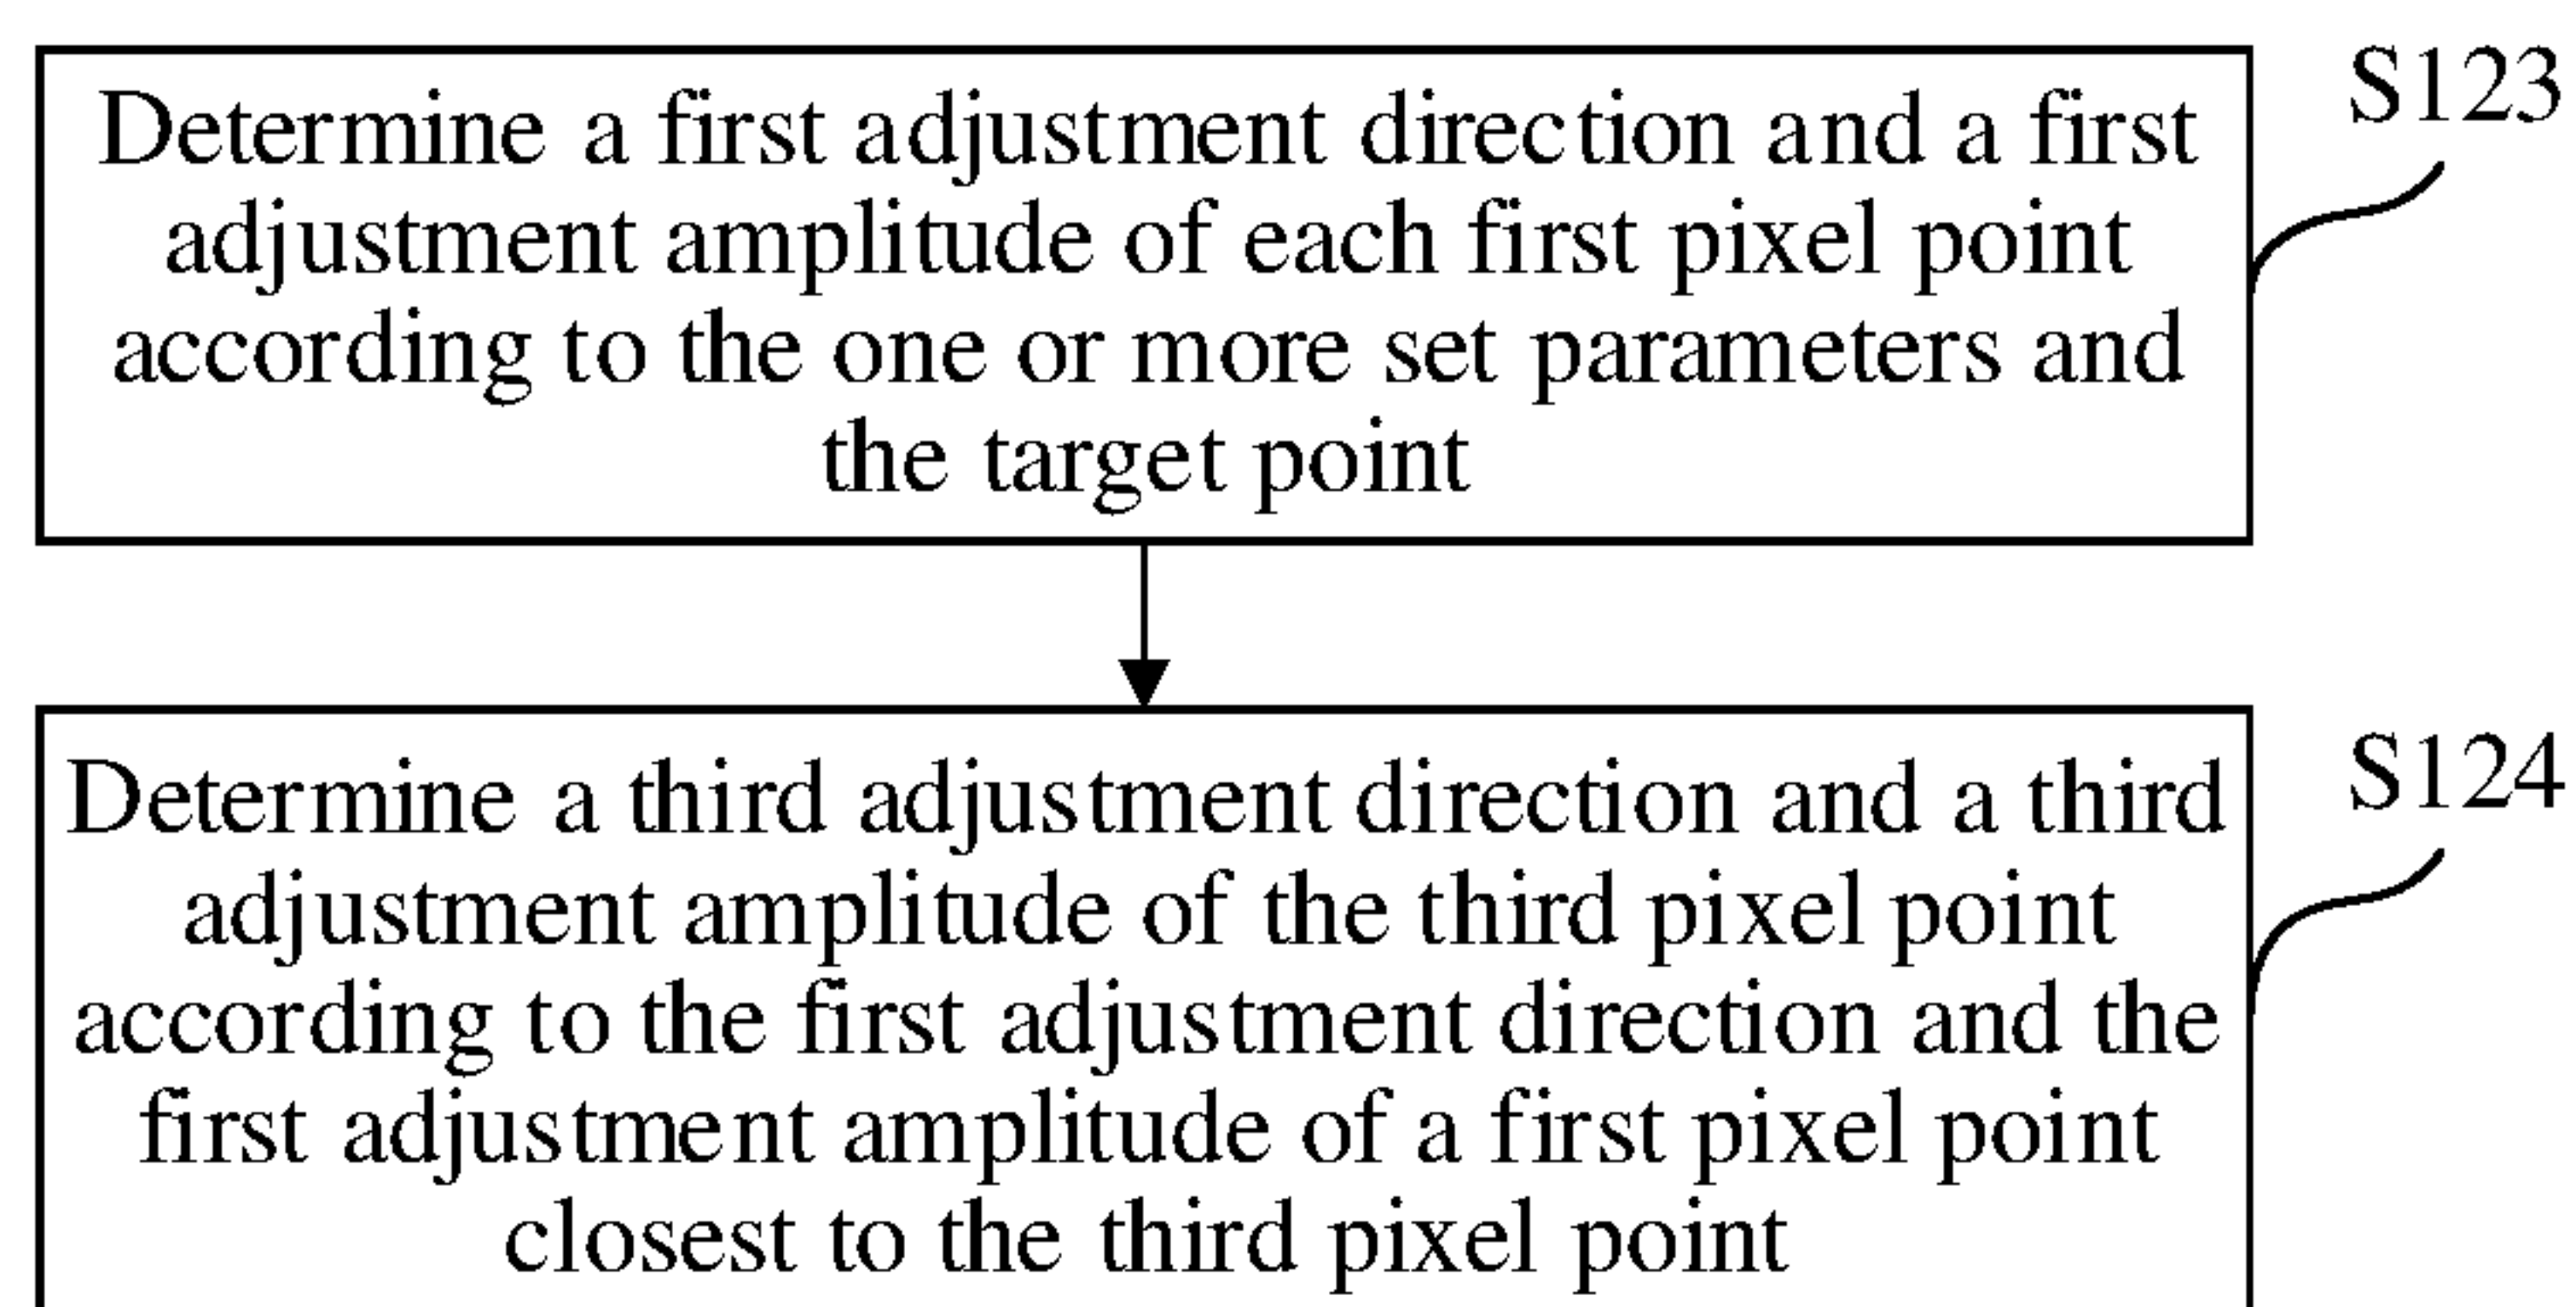 Determine a first adjustment direction and a first
adjustment amplitude of each first pixel point
according to the one or more set parameters and
the target point
S123
Determine a third adjustment direction and a third
adjustment amplitude of the third pixel point
according to the first adjustment direction and the
first adjustment amplitude of a first pixel point
closest to the third pixel point
S124